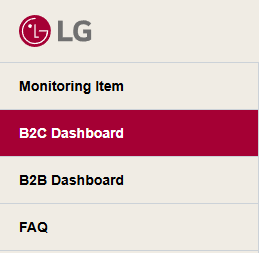 LG
Monitoring Item
B2C Dashboard
B2B Dashboard
FAQ